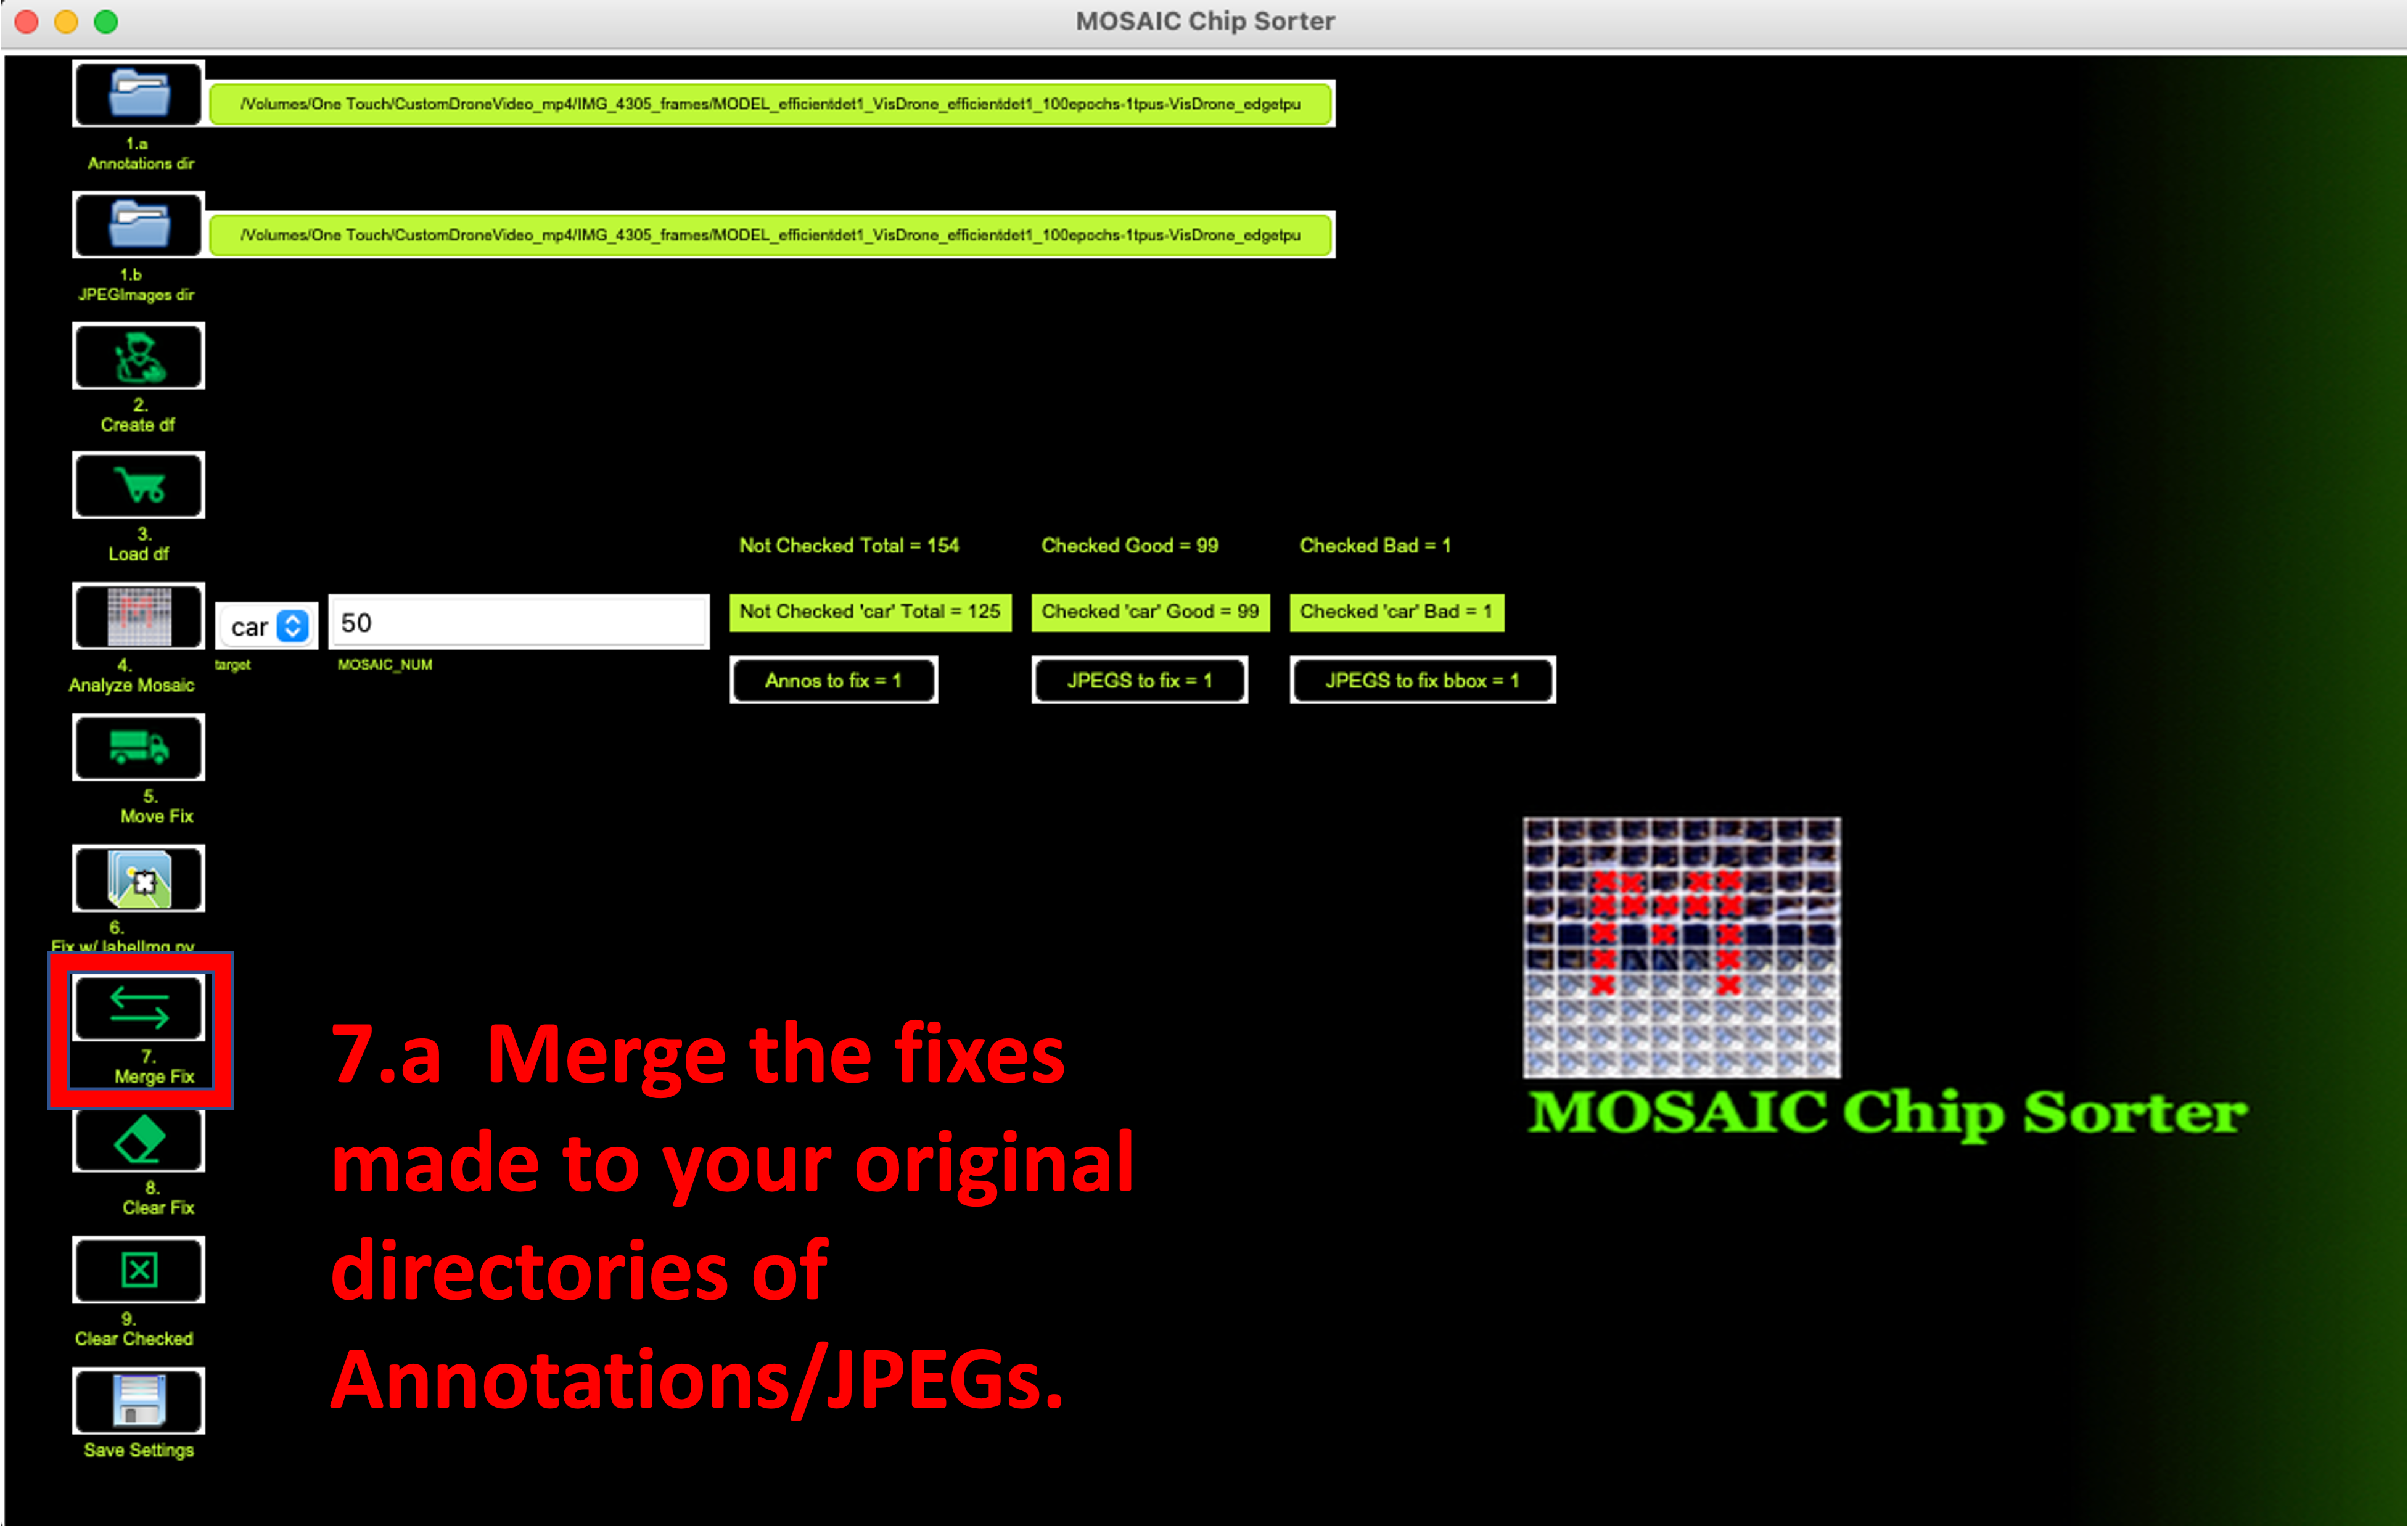 MOSAIC Chip Sorter
/Volumes/One Touch/CustomDroneVideo_mp4/IMG_4305_frames/MODEL_efficientdet1_VisDrone_efficientdet1_100epochs-1tpus-VisDrone_edgetpu
1.a
Annotations dir
/Volumes/One Touch/CustomDroneVideo_mp4/IMG_4305_frames/MODEL_efficientdet1_VisDrone_efficientdet1_100epochs-1tpus-VisDrone_edgetpu
1.b
JPEGImages dir
2.
Create df
3.
Load df
Not Checked Total = 154
Checked Good = 99
Checked Bad = 1
car
50
Not Checked 'car' Total = 125
Checked 'car' Good = 99
Checked 'car' Bad = 1
4.
Analyze Mosaic
target
MOSAIC_NUM
Annos to fix = 1
JPEGS to fix = 1
JPEGS to fix bbox = 1
5.
Move Fix
6.
Fix w/ labelImg.py
7.
Merge Fix
7.a Merge the fixes
made to your original
directories of
Annotations/JPEGs.
MOSAIC Chip Sorter
8.
Clear Fix
9.
Clear Checked
Save Settings